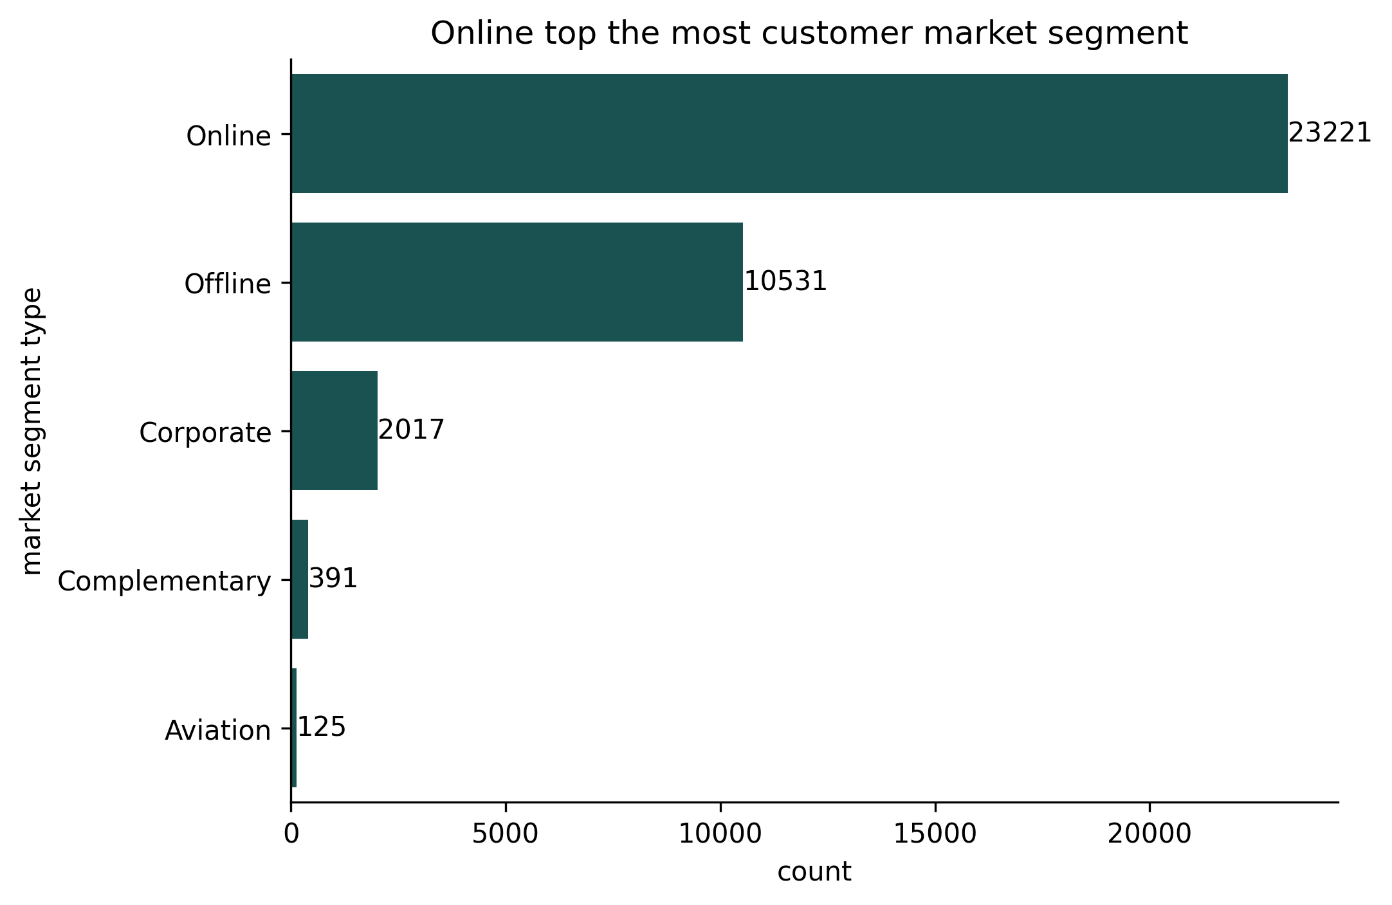 Online top the most customer market segment
market segment type
Online
23221
Offline
10531
Corporate
2017
Complementary
391
Aviation
125
0 5000 10000 15000 20000
count